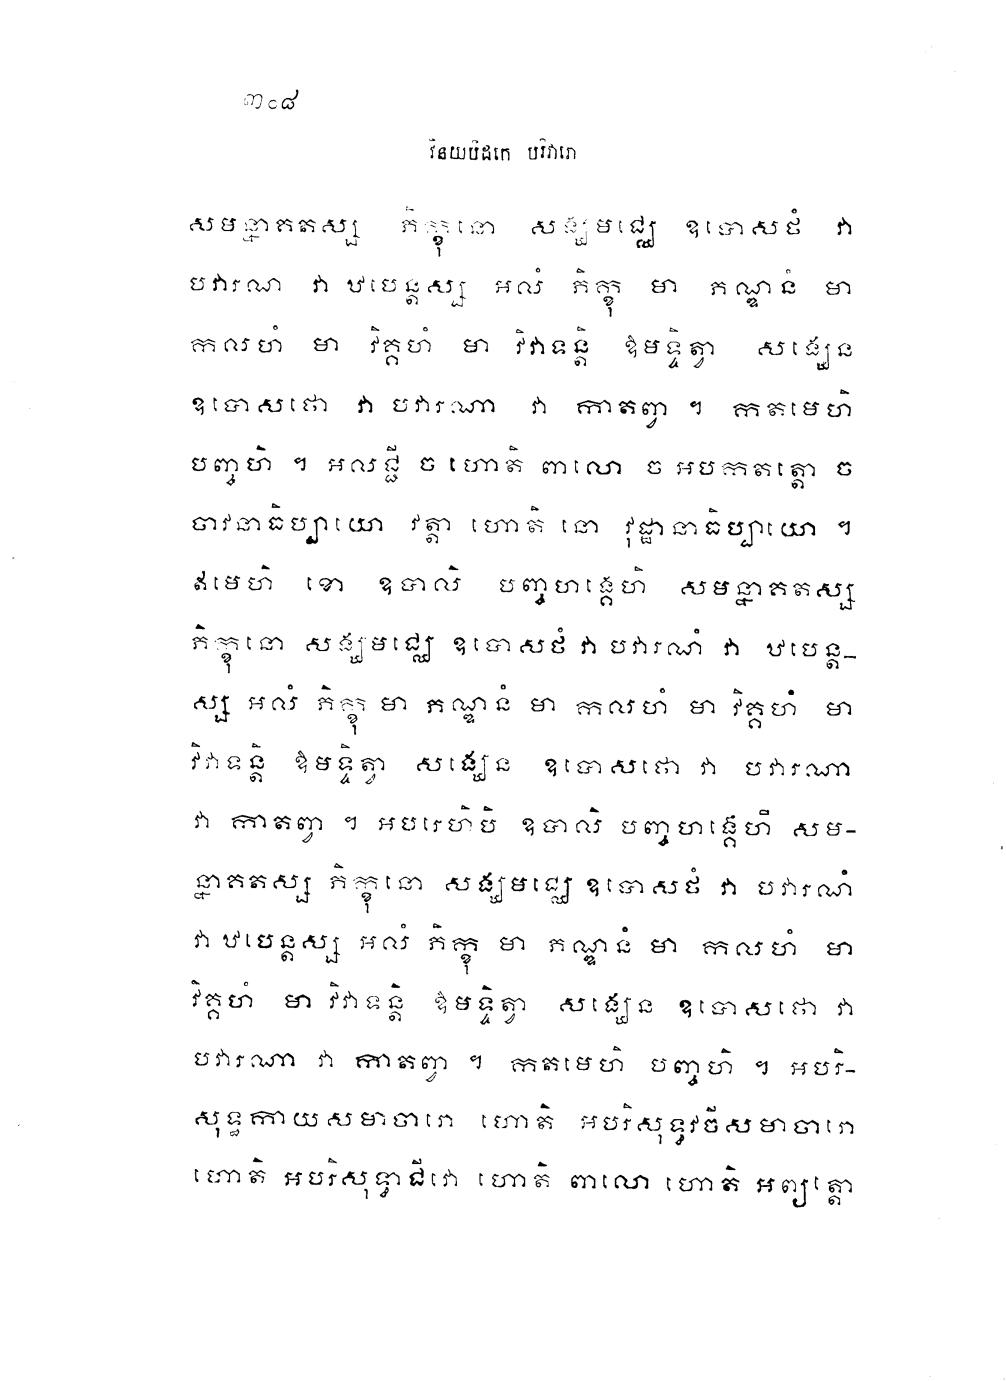 ៣០៨
វិនយបិដកេ បរិវារោ
សមន្នាគតស្ស ភិក្ខុនោ សង្ឃមជ្ឈេ ឧបោសថំ វា
បវារណំ វា ឋបេន្តស្ស អលំ ភិក្ខុ មា ភណ្ឌនំ មា
កលហំ មា វិគ្គហំ មា វិវាទន្តិ ឱមទ្ទិត្វា សង្ឃេន
ឧបោសថោ វា បវារណា វា កាតព្វា ។ កតមេហិ
បញ្ចហិ ។ អលជ្ជី ច ហោតិ ពាលោ ច អបកតត្តោ ច
ចាវនាធិប្បាយោ វត្តា ហោតិ នោ វុដ្ឋានាធិប្បាយោ ។
ឥមេហិ ខោ ឧបាលិ បញ្ចហង្គេហិ សមន្នាគតស្ស
ភិក្ខុនោ សង្ឃមជ្ឈេ ឧបោសថំ វា បវារណំ វា ឋបេន្ត-
ស្ស អលំ ភិក្ខុ មា ភណ្ឌនំ មា កលហំ មា វិគ្គហំ មា
វិវាទន្តិ ឱមទ្ទិត្វា សង្ឃេន ឧបោសថោ វា បវារណា
វា កាតព្វា ។ អបរេហិបិ ឧបាលិ បញ្ចហង្គេហិ សម-
ន្នាគតស្ស ភិក្ខុនោ សង្ឃមជ្ឈេ ឧបោសថំ វា បវារណំ
វា ឋបេន្តស្ស អលំ ភិក្ខុ មា ភណ្ឌនំ មា កលហំ មា
វិគ្គហំ មា វិវាទន្តិ ឱមទ្ទិត្វា សង្ឃេន ឧបោសថោ វា
បវារណា វា កាតព្វា ។ កតមេហិ បញ្ចហិ ។ អបរិ-
សុទ្ធកាយសមាចារោ ហោតិ អបរិសុទ្ធវចីសមាចារោ
ហោតិ អបរិសុទ្ធាជីវោ ហោតិ ពាលោ ហោតិ អព្យត្តោ